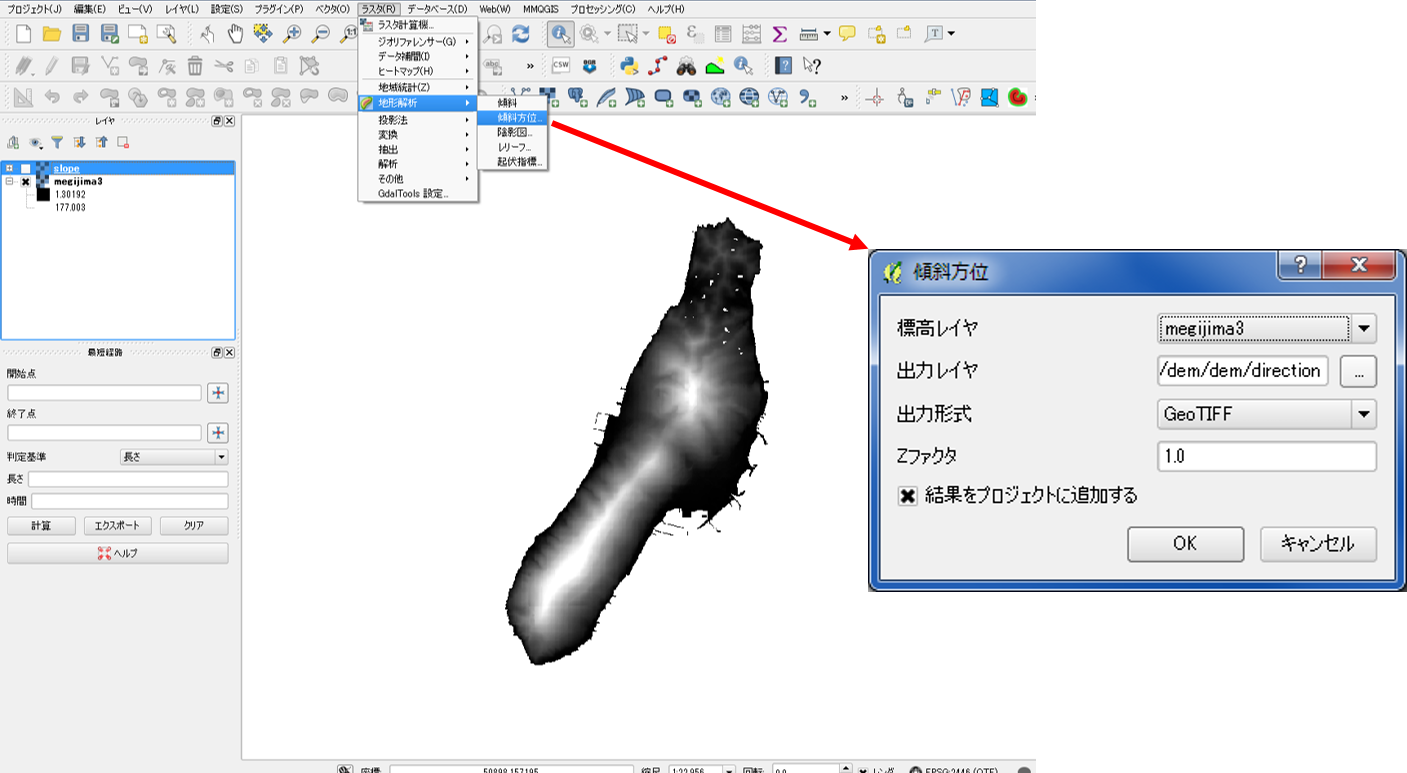 プロジェクト(J) 編集(E) ビュー(V) レイヤ(L) 設定(S) プラグイン(P) ベクタ(O) ラスタ(R) データベース(D) Web(W) MMQGIS プロセッシング(C) ヘルプ(H)
ラスタ計算機...
ジオリファレンサー(G)
データ補間(I)
ヒートマップ(H)
地域統計(Z)
地形解析
投影法
変換
抽出
解析
その他
GdalTools 設定...
傾斜
傾斜方位...
陰影図...
レリーフ...
起伏指標...
CSW
abc
T
レイヤ
slope
megijima3
1.30192
177.003
最短経路
開始点
終了点
判定基準 長さ
長さ
時間
計算 エクスポート クリア
ヘルプ
傾斜方位
標高レイヤ megijima3
出力レイヤ /dem/dem/direction ...
出力形式 GeoTIFF
Zファクタ 1.0
結果をプロジェクトに追加する
OK キャンセル
座標: 50898,157195 縮尺 1:22,956 回転: 0.0 レンダ EPSG:2446 (OTF)